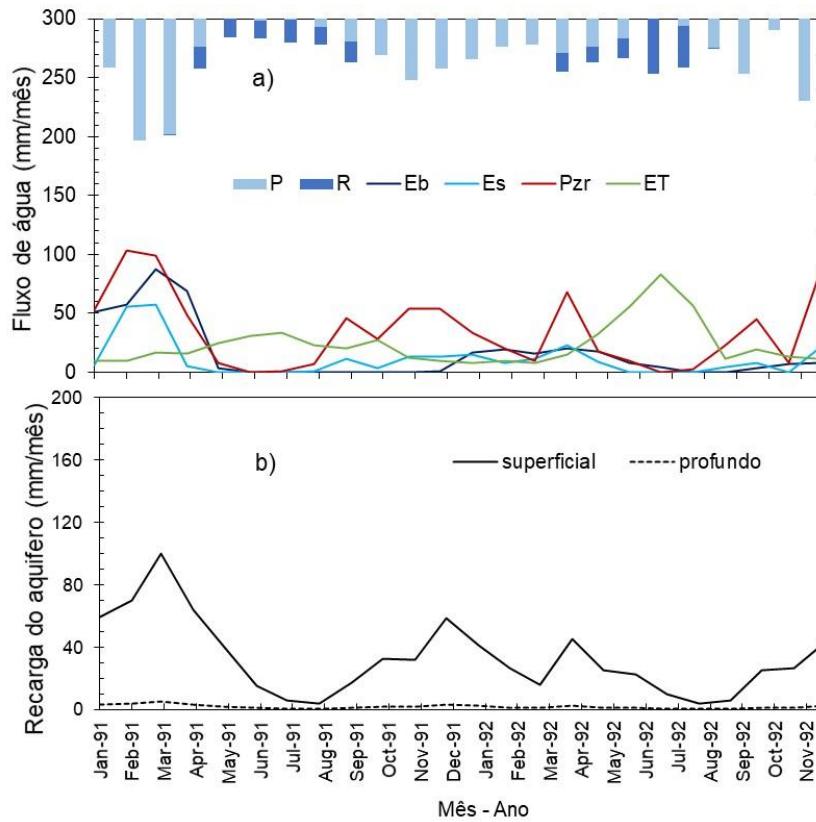 300
250
200
150
100
50
0
Fluxo de água (mm/mês)
a)
P R Eb Es Pzr ET
200
160
120
80
40
0
Recarga do aquifero (mm/mês)
b)
superficial profundo
Jan-91 Feb-91 Mar-91 Apr-91 May-91 Jun-91 Jul-91 Aug-91 Sep-91 Oct-91 Nov-91 Dec-91 Jan-92 Feb-92 Mar-92 Apr-92 May-92 Jun-92 Jul-92 Aug-92 Sep-92 Oct-92 Nov-92
Mês - Ano